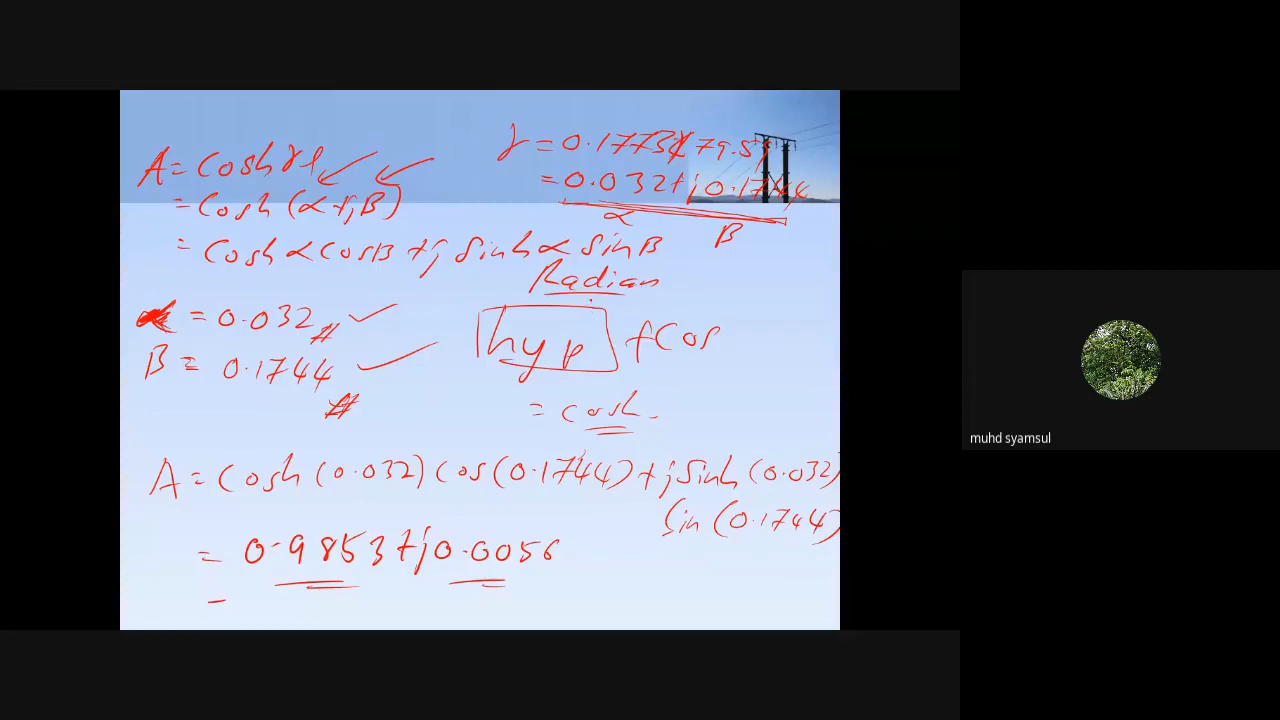 A = Cosh γl
= Cosh (α + jβ)
= Cosh α cosβ + j sinh α sin β
γ = 0.1773∠79.59
= 0.032 + j0.1744
α
β
Radian
α = 0.032 //
β = 0.1744 //
hyp + Cos
= cosh.
A = Cosh (0.032) Cos (0.1744) + j Sinh (0.032)
Sin (0.1744)
= 0.9853 + j0.0056
=
muhd syamsul